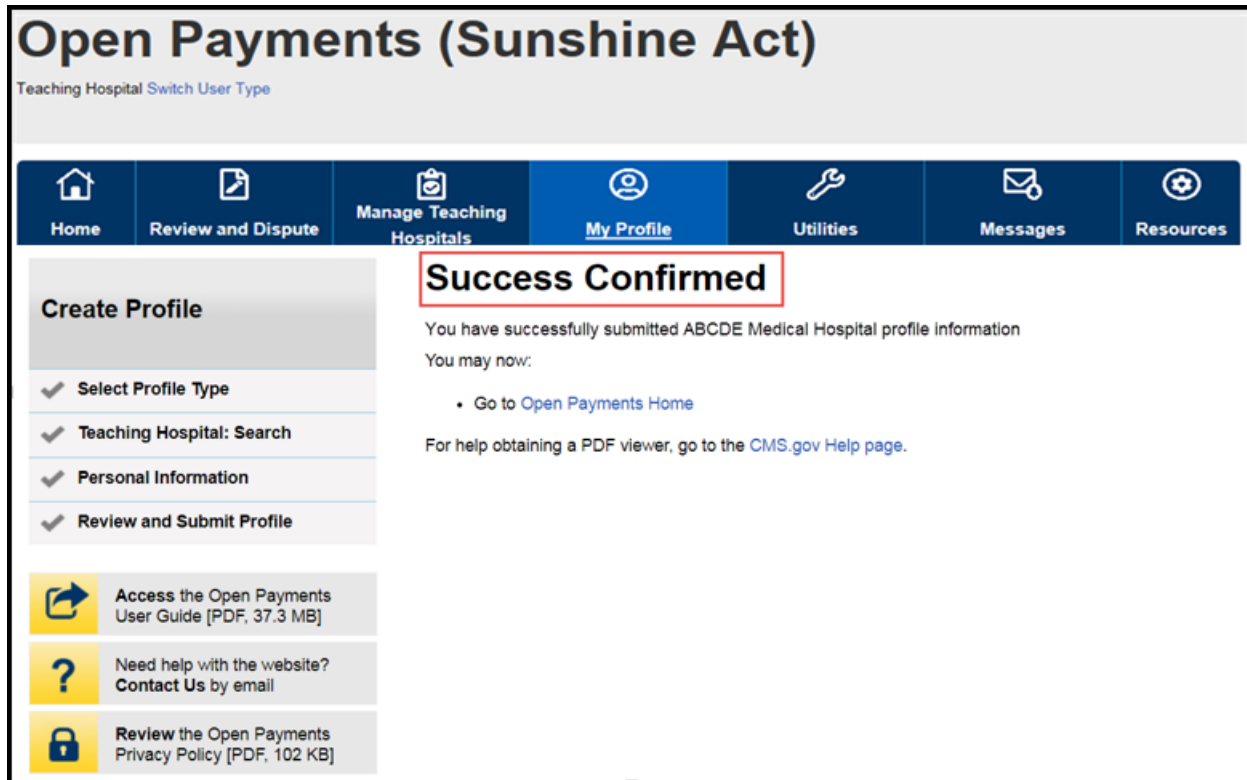 Open Payments (Sunshine Act)
Teaching Hospital Switch User Type
Home
Review and Dispute
Manage Teaching
Hospitals
My Profile
Utilities
Messages
Resources
Create Profile
Select Profile Type
Teaching Hospital: Search
Personal Information
Review and Submit Profile
Access the Open Payments
User Guide [PDF, 37.3 MB]
Need help with the website?
Contact Us by email
Review the Open Payments
Privacy Policy [PDF, 102 KB]
Success Confirmed
You have successfully submitted ABCDE Medical Hospital profile information
You may now:
• Go to Open Payments Home
For help obtaining a PDF viewer, go to the CMS.gov Help page.